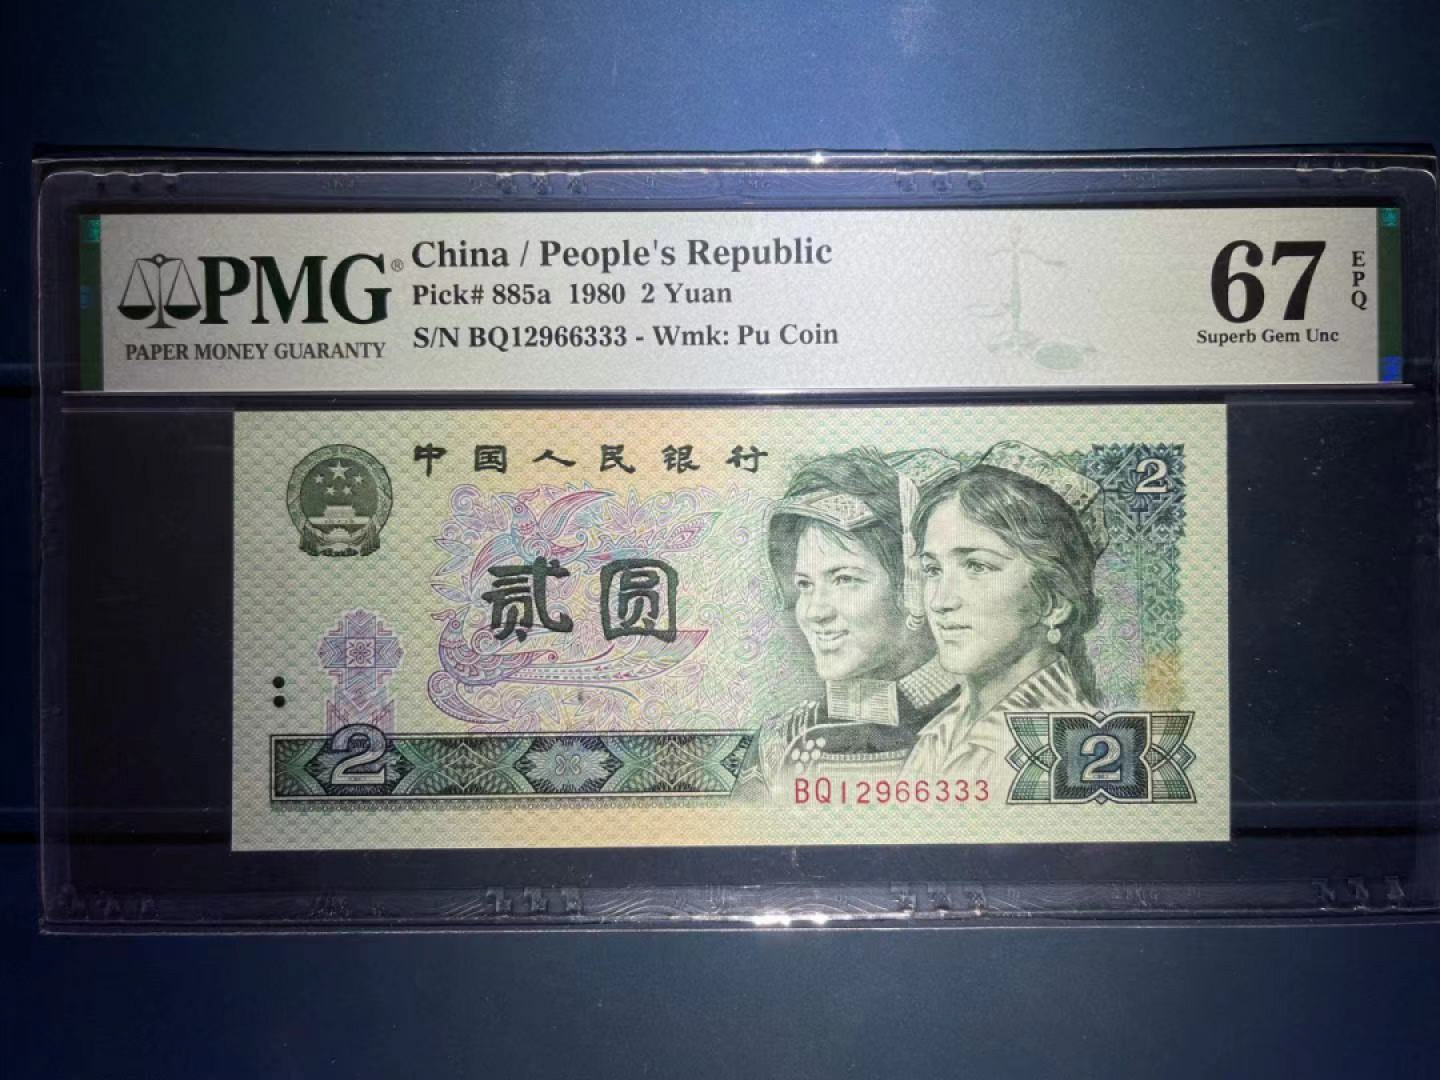 PMG®
PAPER MONEY GUARANTY
China / People's Republic
Pick# 885a 1980 2 Yuan
S/N BQ12966333 - Wmk: Pu Coin
67
EPQ
Superb Gem Unc
中国人民银行
2
贰圆
2
BQ12966333
2